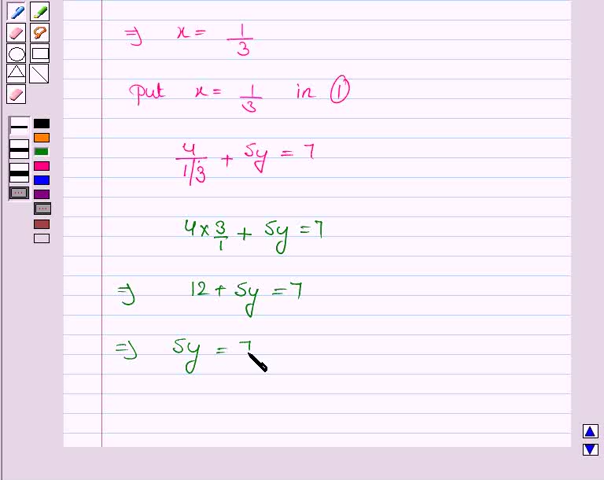 ⇒ x = 1/3
put x = 1/3 in ①
4/(1/3) + 5y = 7
4 × 3/1 + 5y = 7
⇒ 12 + 5y = 7
⇒ 5y = 7